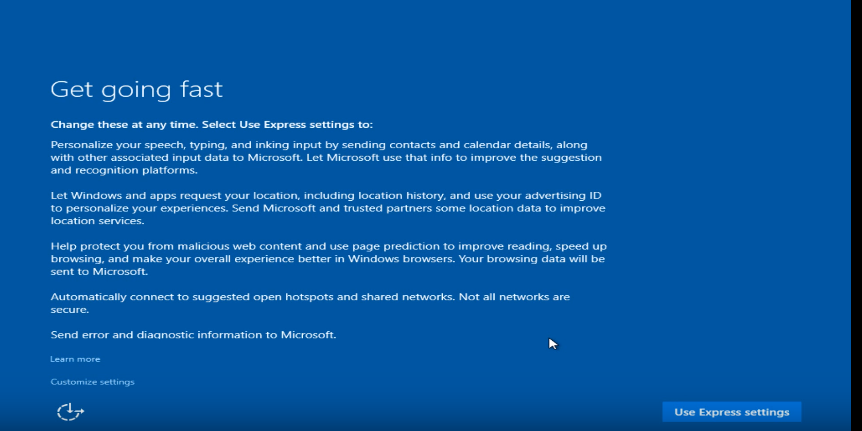 Get going fast
Change these at any time. Select Use Express settings to:
Personalize your speech, typing, and inking input by sending contacts and calendar details, along
with other associated input data to Microsoft. Let Microsoft use that info to improve the suggestion
and recognition platforms.
Let Windows and apps request your location, including location history, and use your advertising ID
to personalize your experiences. Send Microsoft and trusted partners some location data to improve
location services.
Help protect you from malicious web content and use page prediction to improve reading, speed up
browsing, and make your overall experience better in Windows browsers. Your browsing data will be
sent to Microsoft.
Automatically connect to suggested open hotspots and shared networks. Not all networks are
secure.
Send error and diagnostic information to Microsoft.
Learn more
Customize settings
Use Express settings